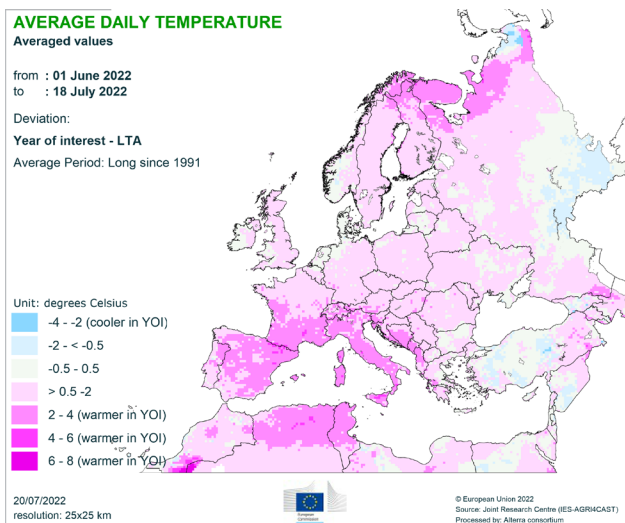 AVERAGE DAILY TEMPERATURE
Averaged values
from : 01 June 2022
to : 18 July 2022
Deviation:
Year of interest - LTA
Average Period: Long since 1991
Unit: degrees Celsius
-4 - -2 (cooler in YOI)
-2 - < -0.5
-0.5 - 0.5
> 0.5 -2
2 - 4 (warmer in YOI)
4 - 6 (warmer in YOI)
6 - 8 (warmer in YOI)
20/07/2022
resolution: 25x25 km
European
Commission
© European Union 2022
Source: Joint Research Centre (IES-AGRI4CAST)
Processed by: Alterra consortium